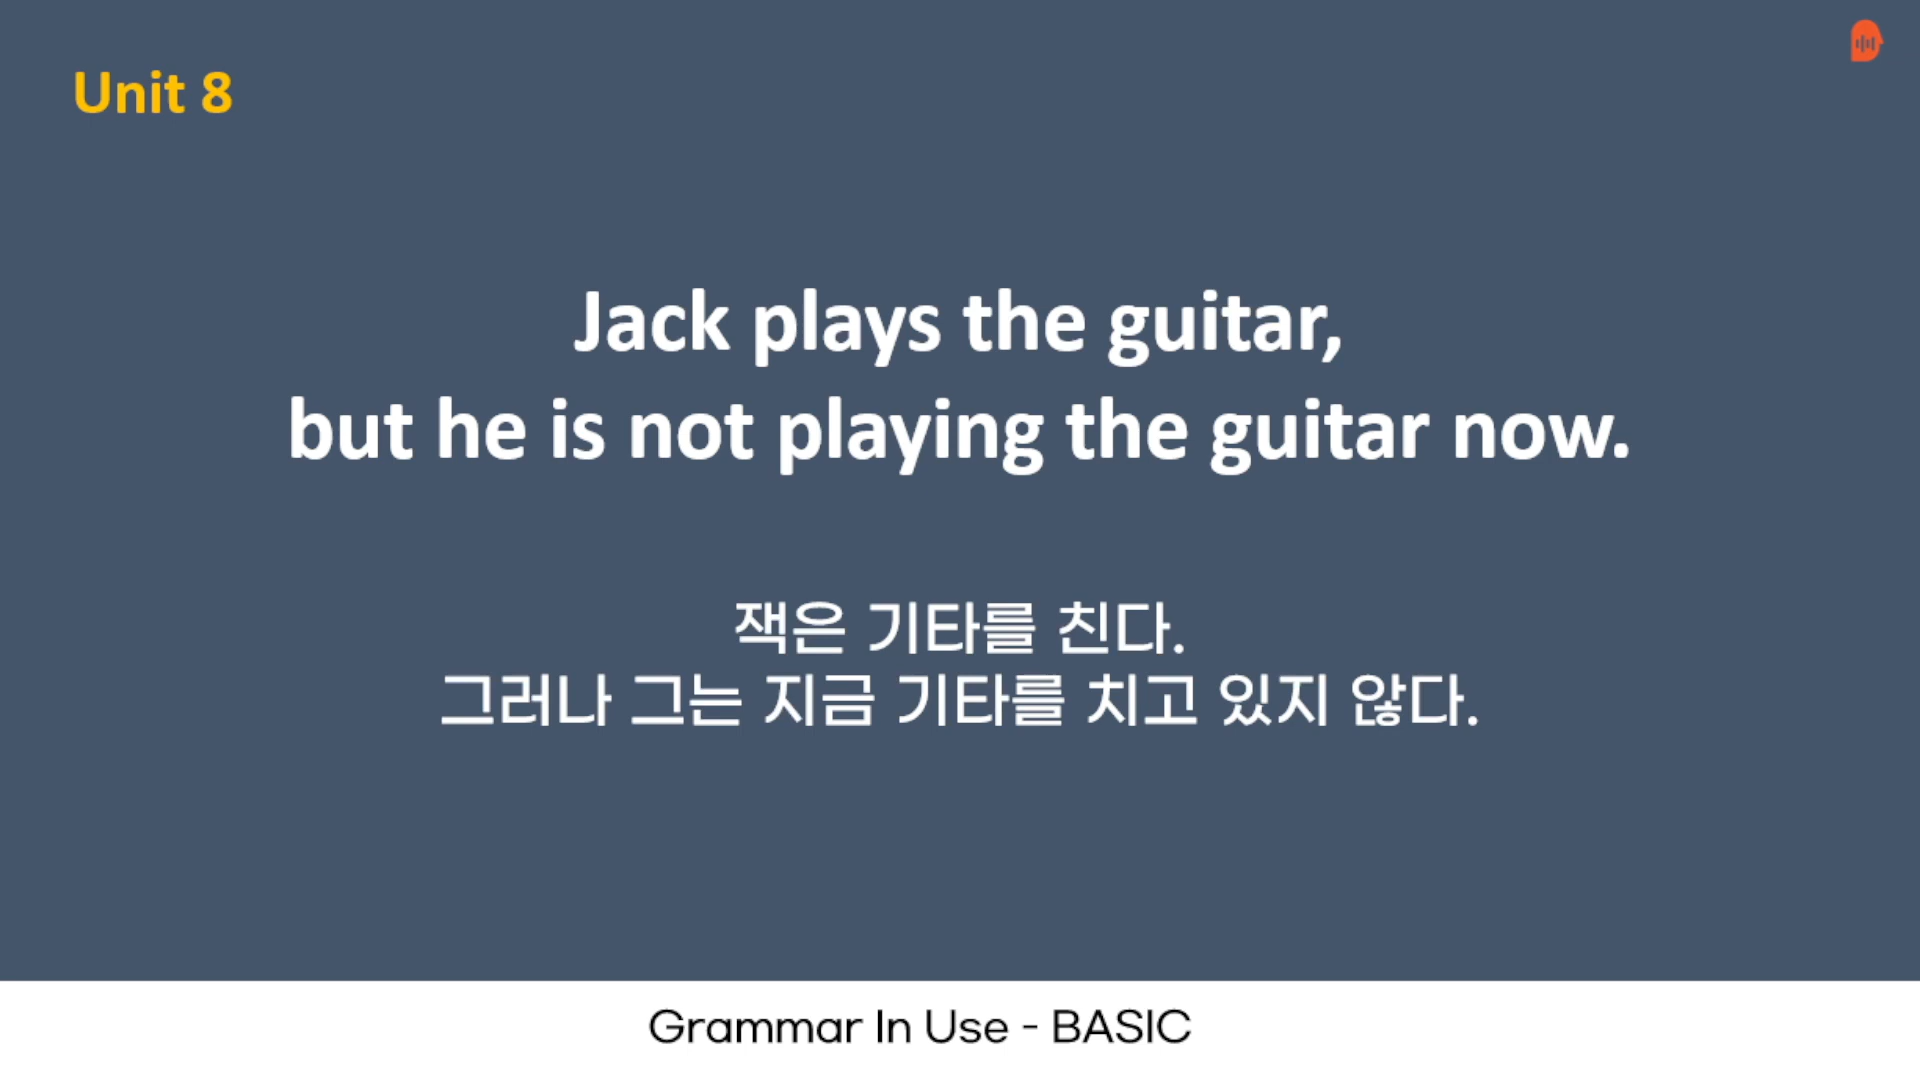 Unit 8
Jack plays the guitar,
but he is not playing the guitar now.
잭은 기타를 친다.
그러나 그는 지금 기타를 치고 있지 않다.
Grammar In Use - BASIC